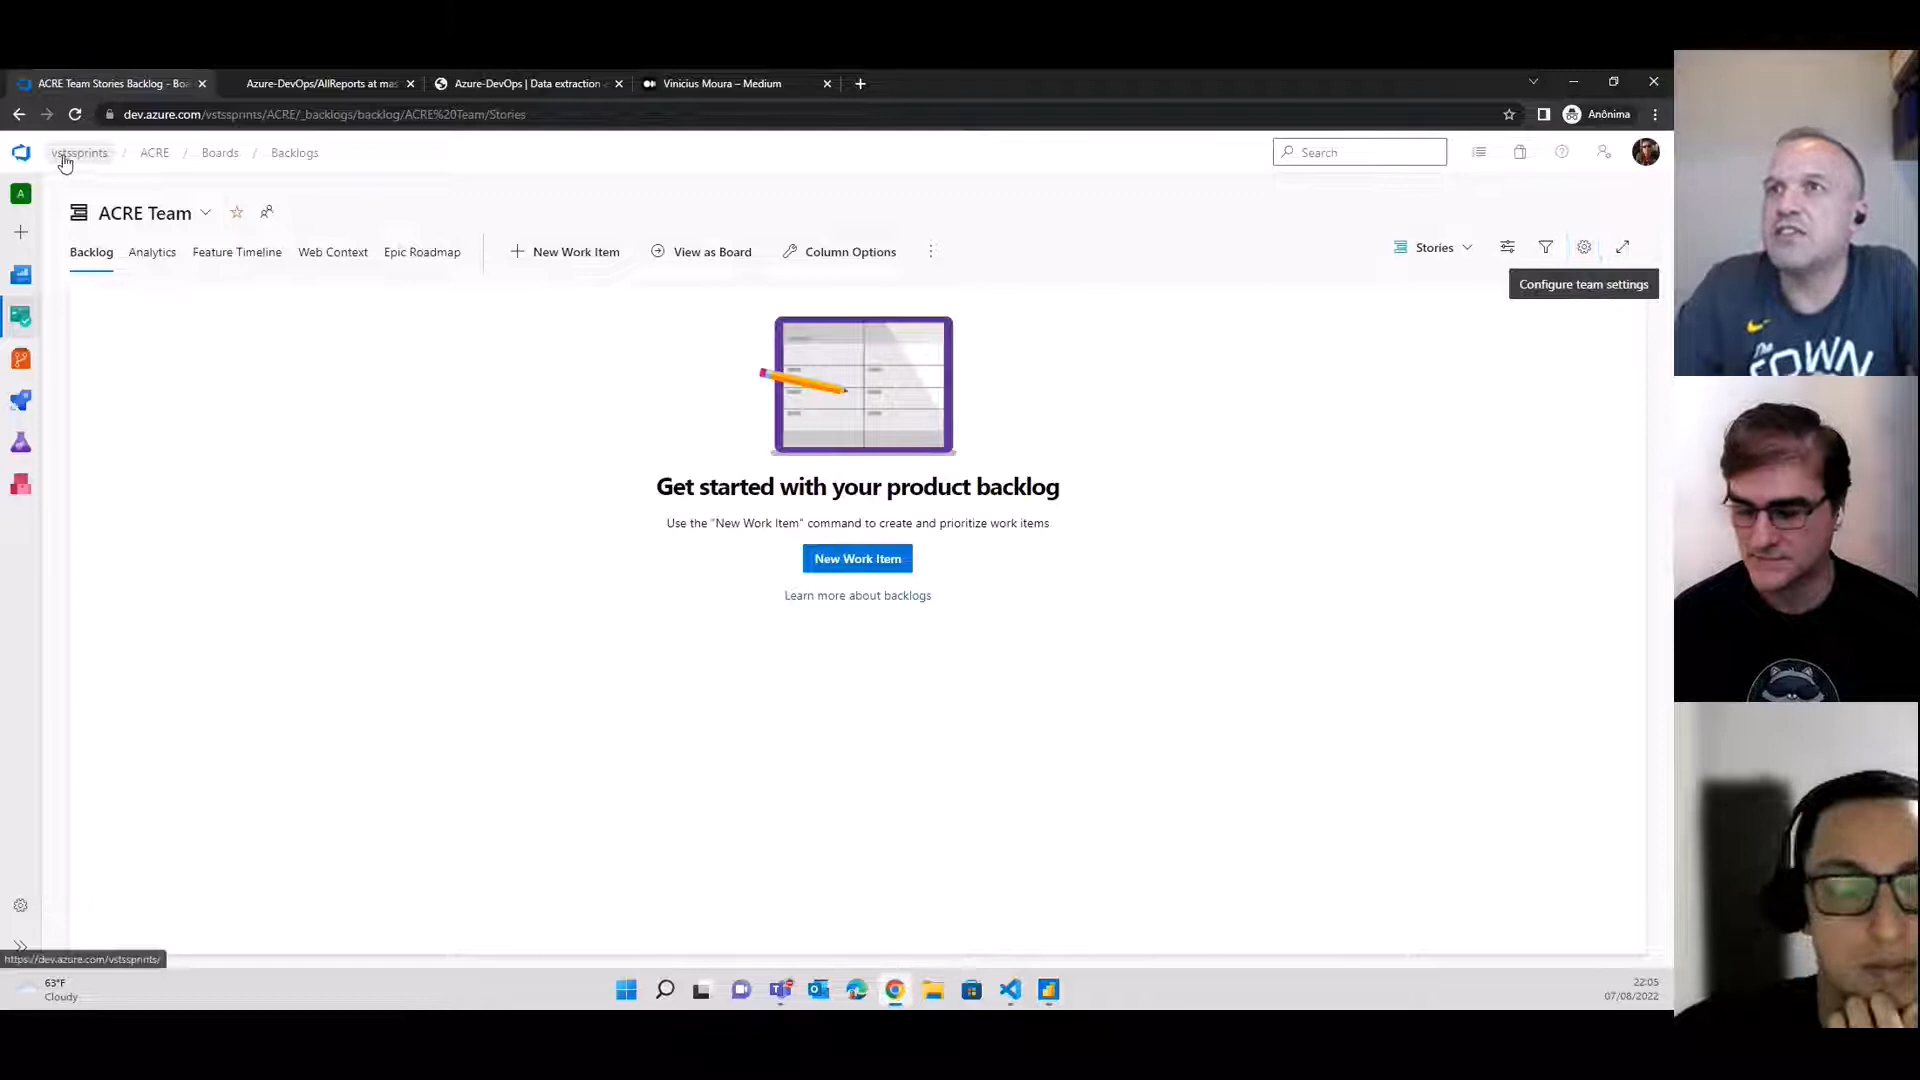 ACRE Team Stories Backlog - Boa
Azure-DevOps/AllReports at mas
Azure-DevOps | Data extraction
Vinicius Moura – Medium
dev.azure.com/vstssprints/ACRE/_backlogs/backlog/ACRE%20Team/Stories
Anônima
vstssprints / ACRE / Boards / Backlogs
Search
A
ACRE Team
Backlog Analytics Feature Timeline Web Context Epic Roadmap New Work Item View as Board Column Options
Stories
Configure team settings
Get started with your product backlog
Use the "New Work Item" command to create and prioritize work items
New Work Item
Learn more about backlogs
https://dev.azure.com/vstssprints/
63°F
Cloudy
22:05
07/08/2022
The